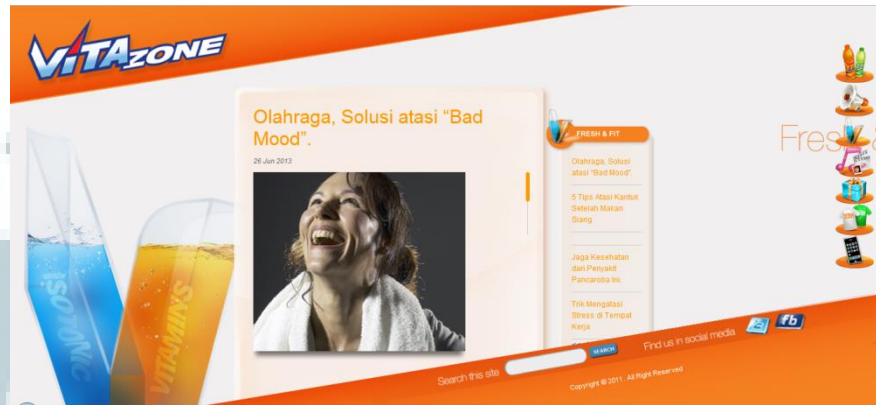 VITAZONE
Olahraga, Solusi atasi “Bad
Mood”.
26 Jun 2013
FRESH & FIT
Olahraga, Solusi
atasi “Bad Mood”.
5 Tips Atasi Kantuk
Setelah Makan
Siang
Jaga Kesehatan
dari Penyakit
Pancaroba Ini.
Trik Mengatasi
Stress di Tempat
Kerja
Fresh &
ISOTONIC
VITAMINS
Search this site
SEARCH
Find us in social media
fb
Copyright © 2011. All Right Reserved